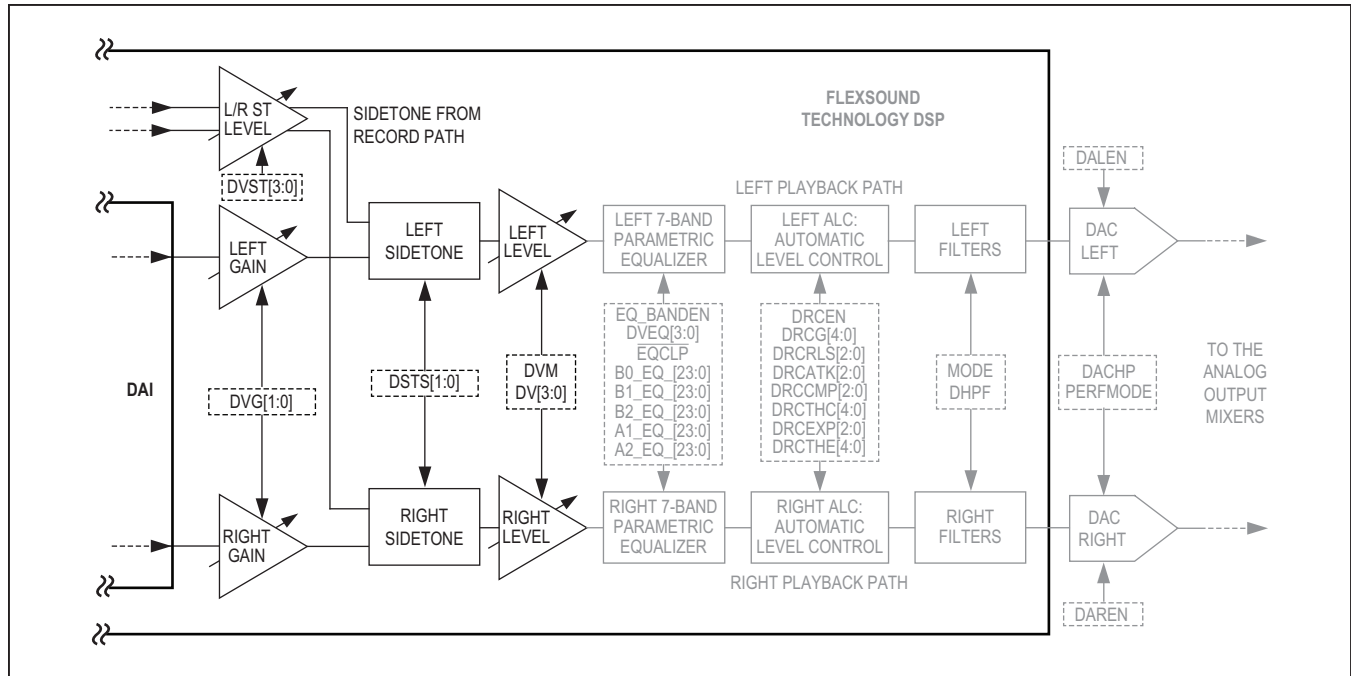 L/R ST
LEVEL
SIDETONE FROM
RECORD PATH
DVST[3:0]
FLEXSOUND
TECHNOLOGY DSP
DALEN
LEFT PLAYBACK PATH
LEFT
GAIN
LEFT
SIDETONE
LEFT
LEVEL
LEFT 7-BAND
PARAMETRIC
EQUALIZER
LEFT ALC:
AUTOMATIC
LEVEL CONTROL
LEFT
FILTERS
DAC
LEFT
DAI
DVG[1:0]
DSTS[1:0]
DVM
DV[3:0]
EQ_BANDEN
DVEQ[3:0]
EQCLP
B0_EQ_[23:0]
B1_EQ_[23:0]
B2_EQ_[23:0]
A1_EQ_[23:0]
A2_EQ_[23:0]
DRCEN
DRCG[4:0]
DRCRLS[2:0]
DRCATK[2:0]
DRCCMP[2:0]
DRCTHC[4:0]
DRCEXP[2:0]
DRCTHE[4:0]
MODE
DHPF
DACHP
PERFMODE
TO THE
ANALOG
OUTPUT
MIXERS
RIGHT
GAIN
RIGHT
SIDETONE
RIGHT
LEVEL
RIGHT 7-BAND
PARAMETRIC
EQUALIZER
RIGHT ALC:
AUTOMATIC
LEVEL CONTROL
RIGHT
FILTERS
DAC
RIGHT
RIGHT PLAYBACK PATH
DAREN